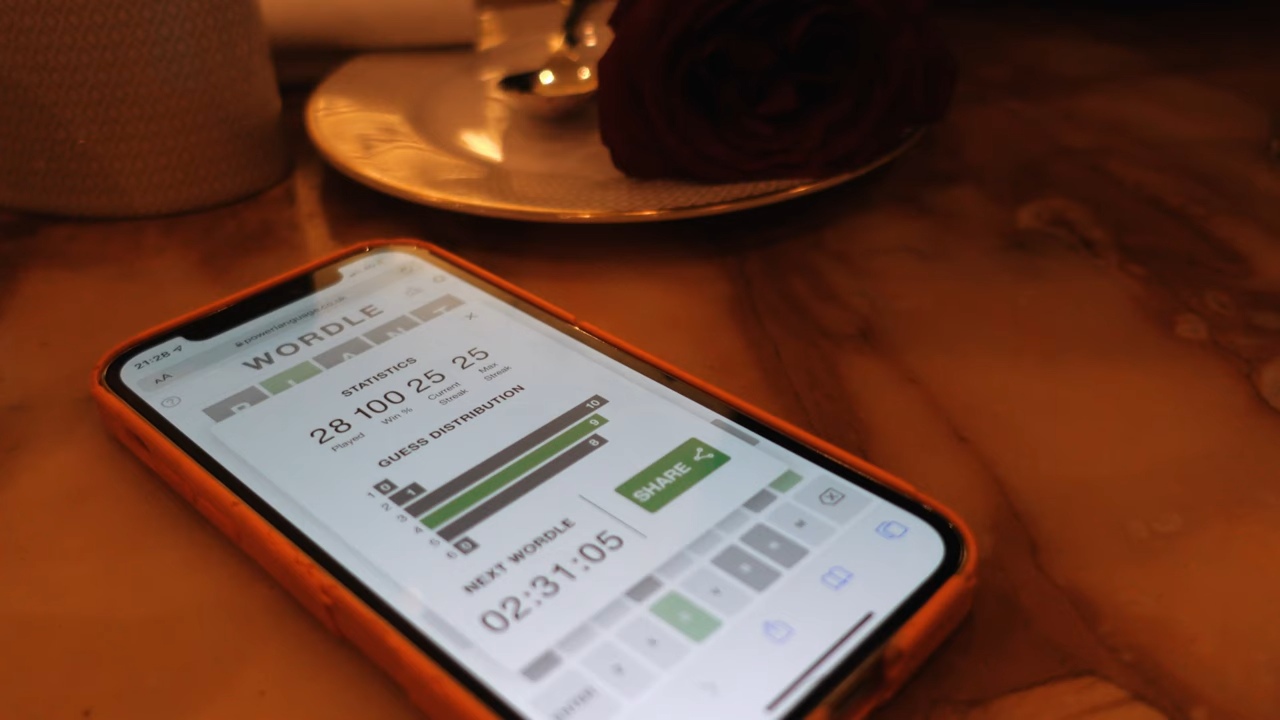 21:28
AA
powerlanguage.co.uk
?
WORDLE
STATISTICS
28 100 25 25
Played Win % Current Streak Max Streak
GUESS DISTRIBUTION
1 0
2 1
3 10
4 9
5 8
6 0
NEXT WORDLE
02:31:05
SHARE
ENTER